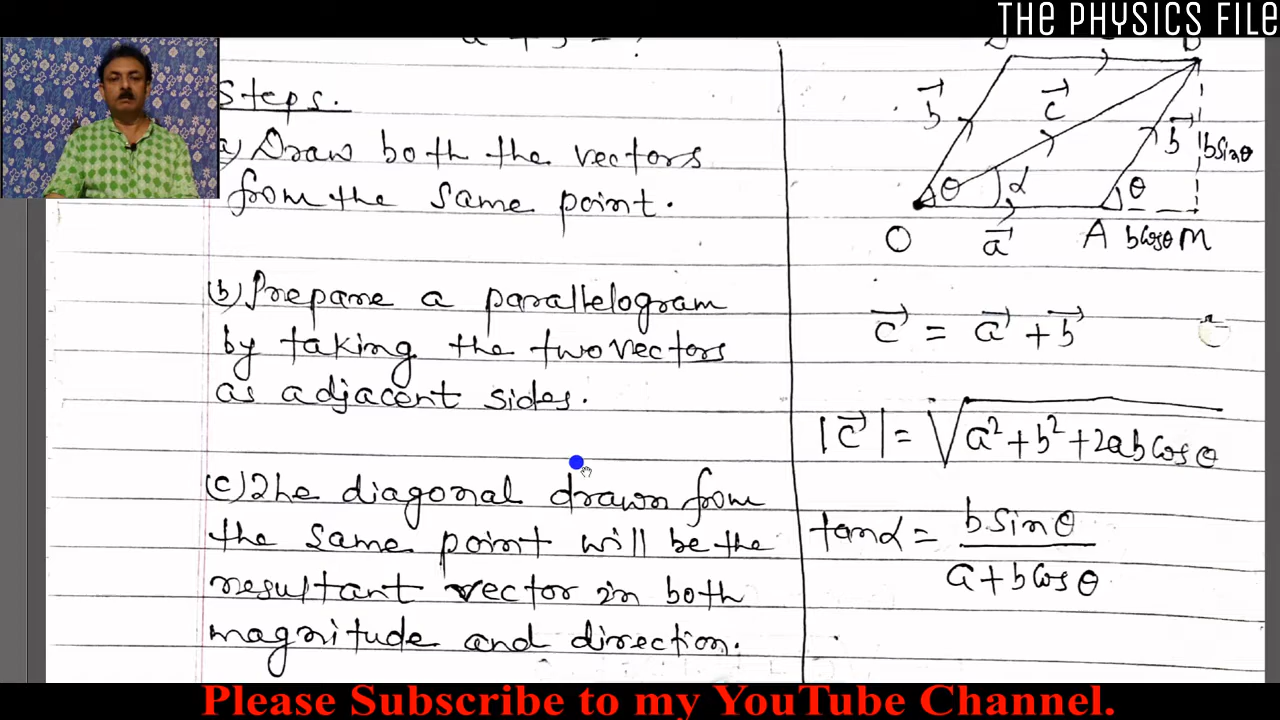 THE PHYSICS FILE
Steps.
a) Draw both the vectors
from the same point.
(b) Prepare a parallelogram
by taking the two vectors
as adjacent sides.
(c) The diagonal drawn from
the same point will be the
resultant vector in both
magnitude and direction.
b⃗
c⃗
b⃗
bsinθ
θ
α
θ
O
a⃗
A
bcosθ
M
c⃗ = a⃗ + b⃗
|c⃗| = √(a² + b² + 2ab cosθ)
tanα = b sinθ / a + b cosθ
Please Subscribe to my YouTube Channel.